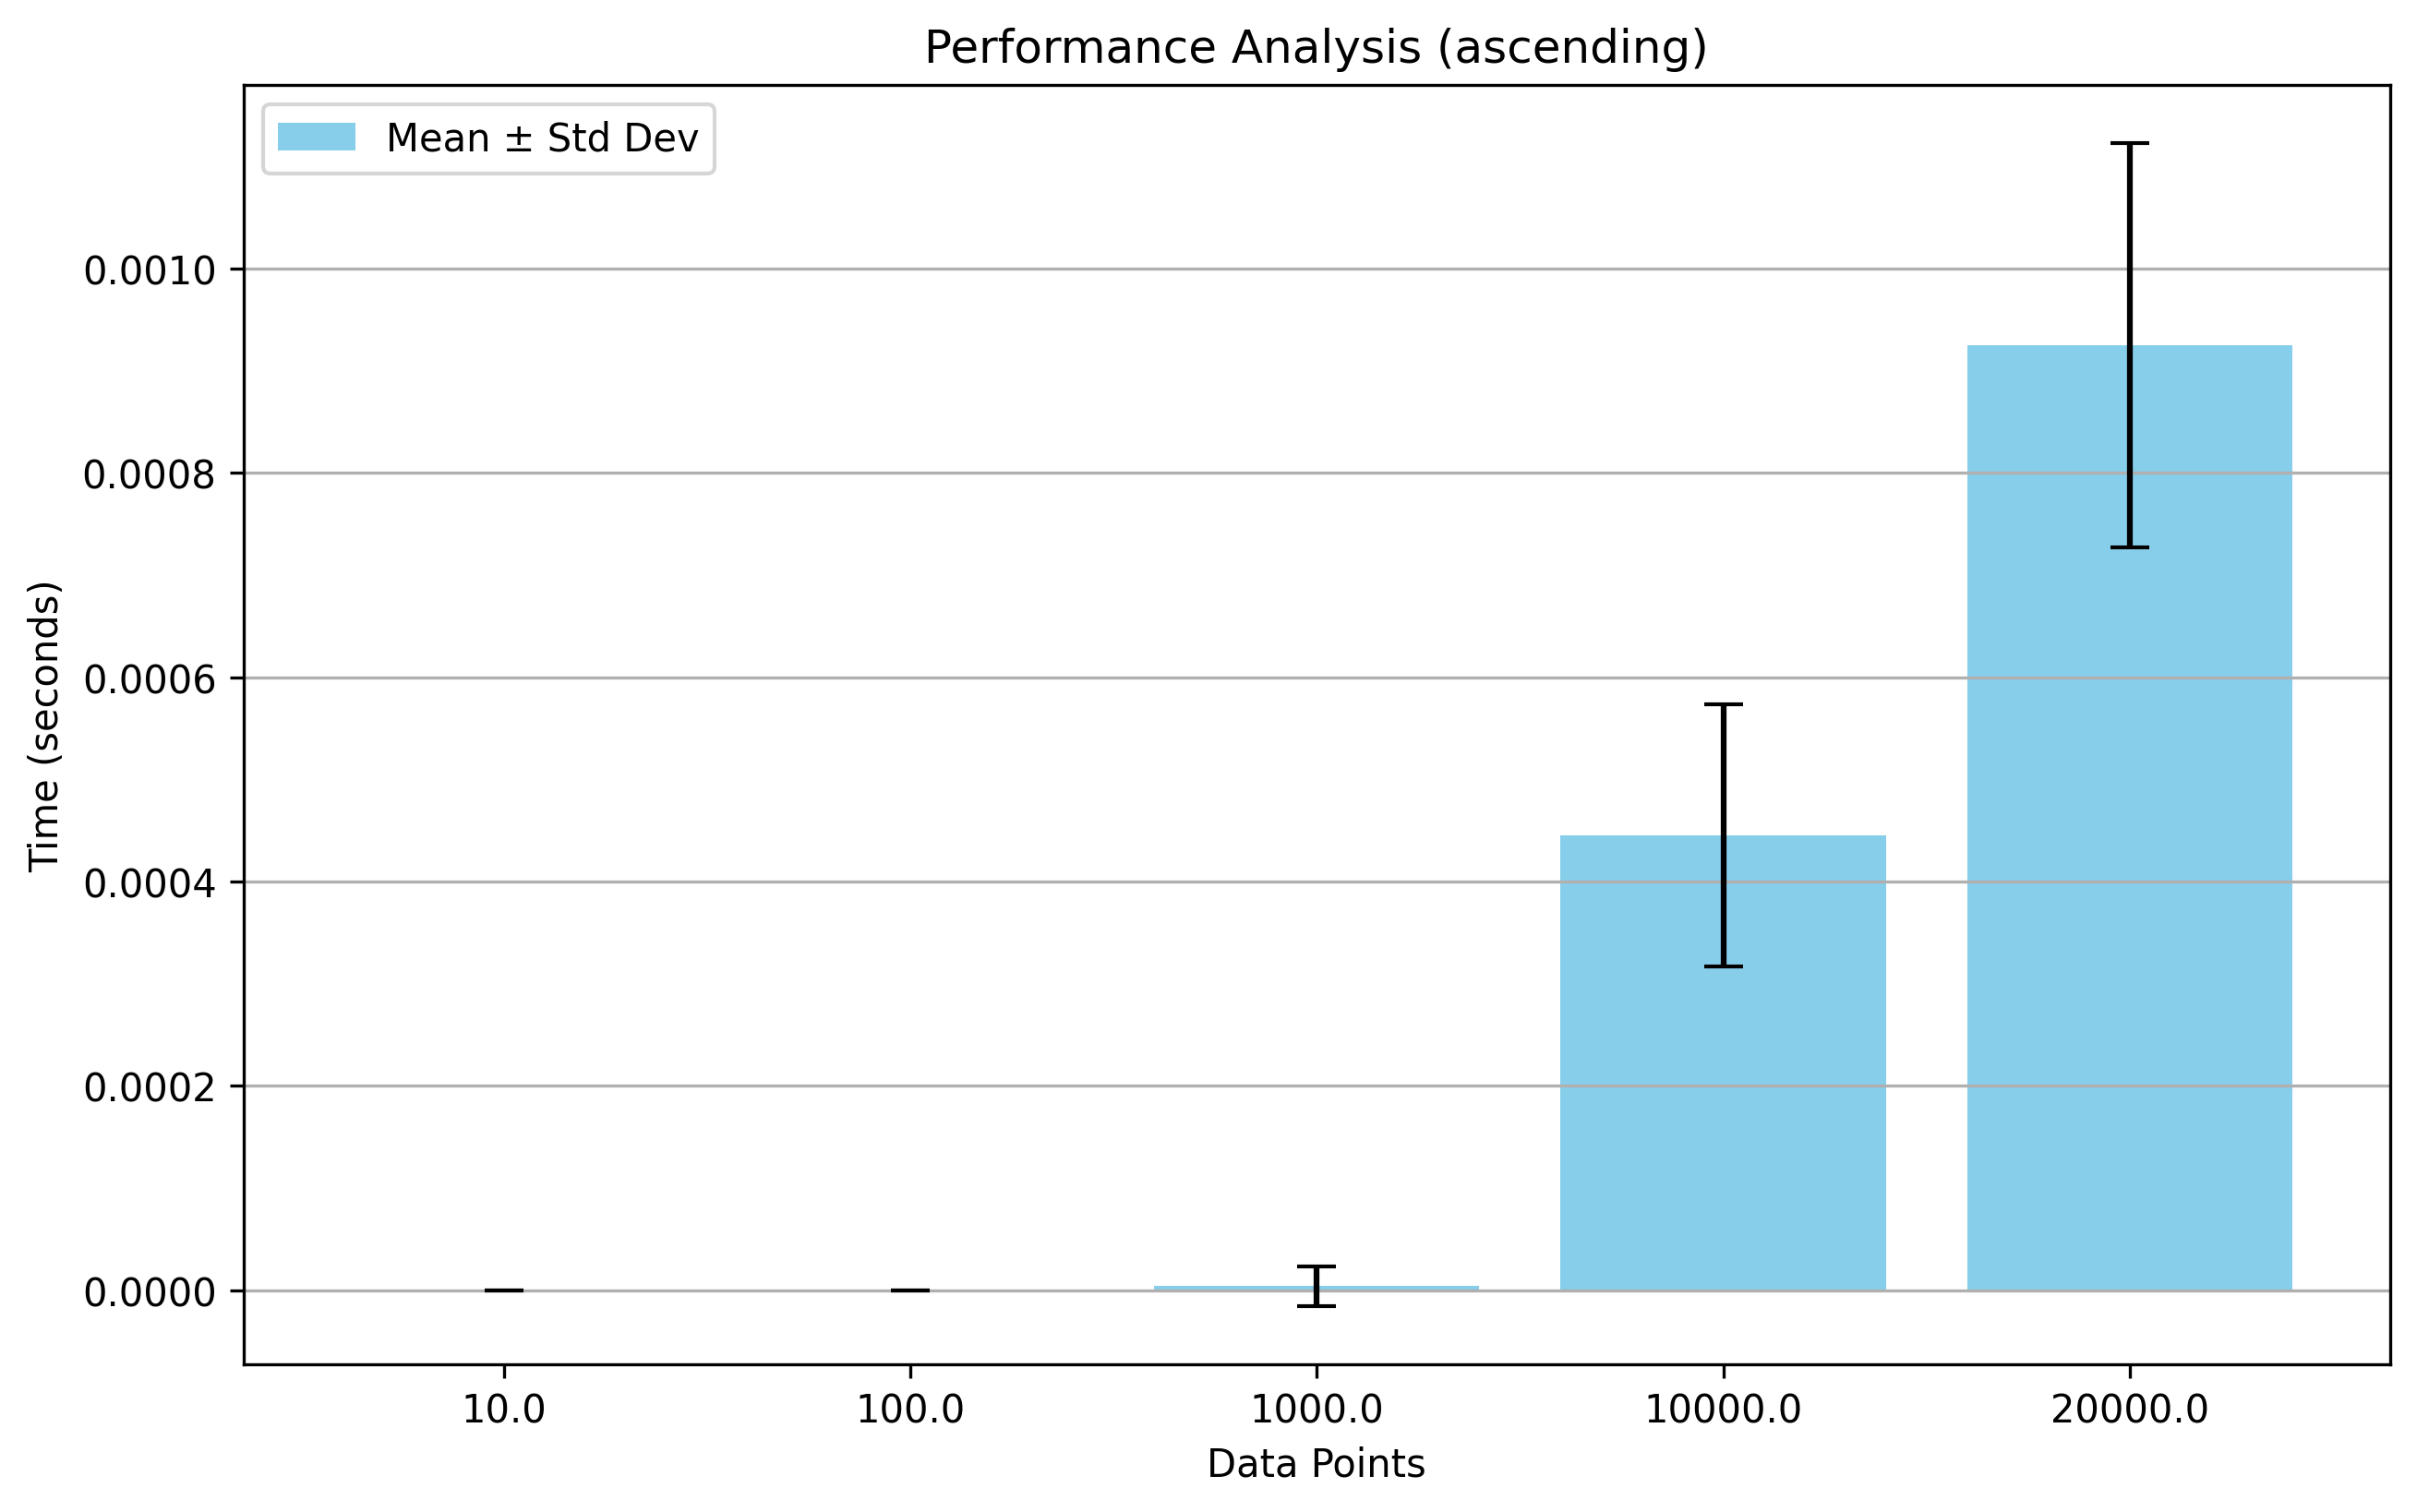 Performance Analysis (ascending)
Mean ± Std Dev
0.0010
0.0008
0.0006
0.0004
0.0002
0.0000
Time (seconds)
10.0 100.0 1000.0 10000.0 20000.0
Data Points